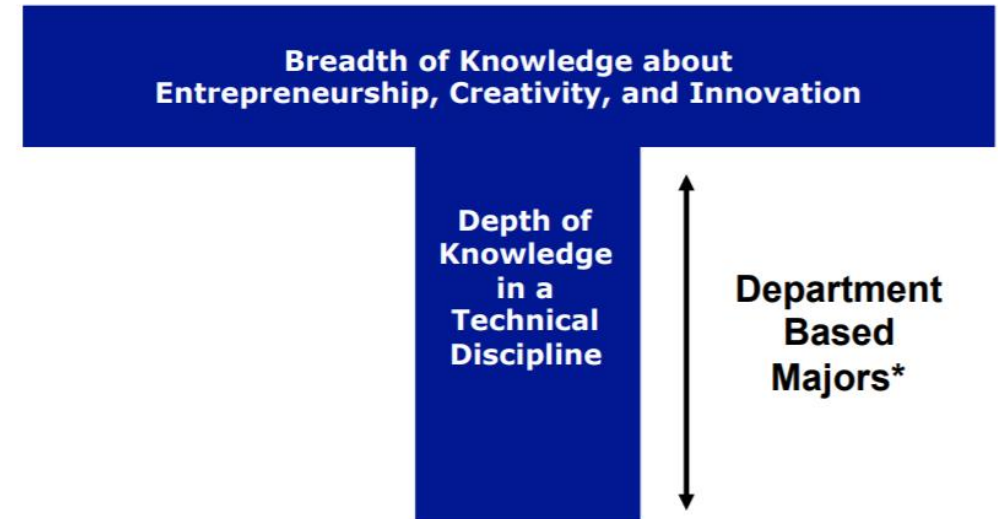 Breadth of Knowledge about
Entrepreneurship, Creativity, and Innovation
Depth of
Knowledge
in a
Technical
Discipline
Department
Based
Majors*